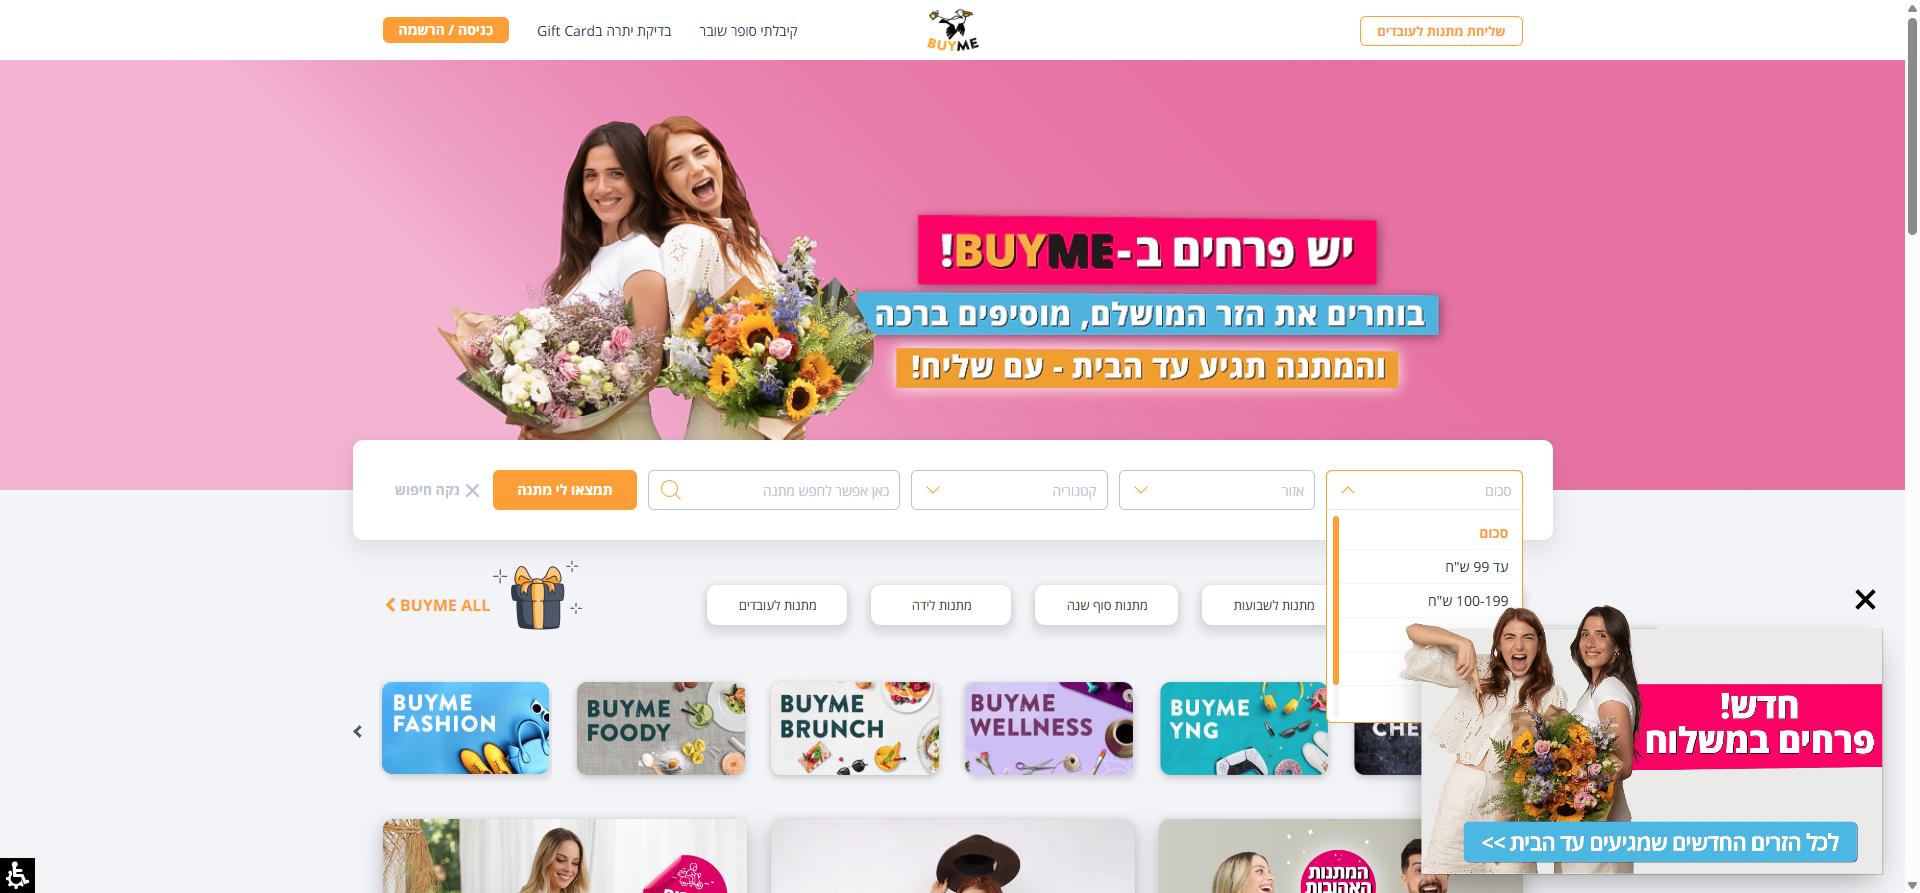 שליחת מתנות לעובדים
BUYME
קיבלתי סופר שובר
בדיקת יתרה בGift Card
כניסה / הרשמה
יש פרחים ב-BUYME!
בוחרים את הזר המושלם, מוסיפים ברכה
והמתנה תגיע עד הבית - עם שליח!
סכום
אזור
קטגוריה
כאן אפשר לחפש מתנה
תמצאו לי מתנה
נקה חיפוש
סכום
עד 99 ש"ח
100-199 ש"ח
מתנות לשבועות
מתנות סוף שנה
מתנות לידה
מתנות לעובדים
BUYME ALL
BUYME
FASHION
BUYME
FOODY
BUYME
BRUNCH
BUYME
WELLNESS
BUYME
YNG
חדש!
פרחים במשלוח
לכל הזרים החדשים שמגיעים עד הבית >>
המתנות
האהובות